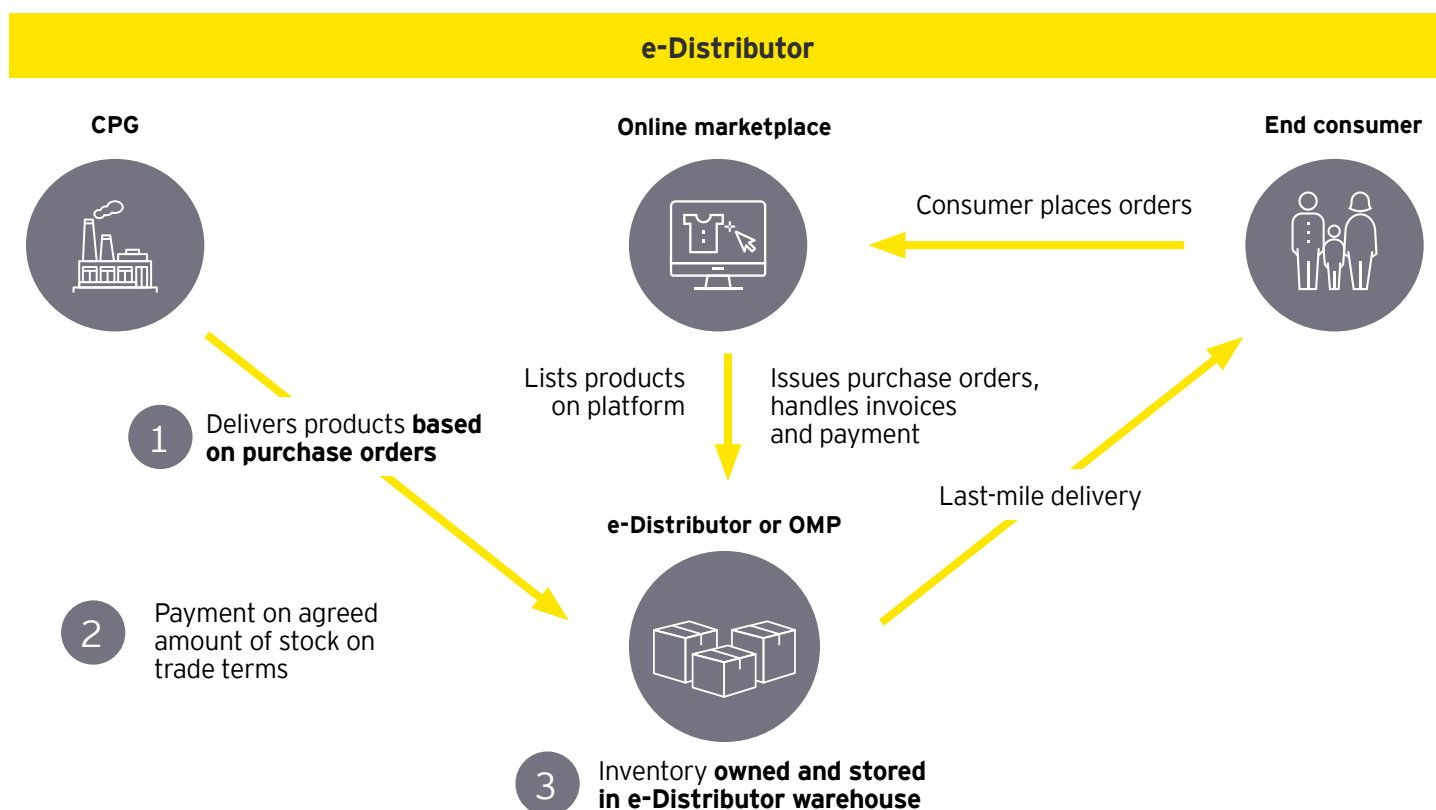 e-Distributor
CPG
Online marketplace
End consumer
Consumer places orders
Lists products
on platform
Issues purchase orders,
handles invoices
and payment
1
Delivers products based
on purchase orders
Last-mile delivery
e-Distributor or OMP
2
Payment on agreed
amount of stock on
trade terms
3
Inventory owned and stored
in e-Distributor warehouse